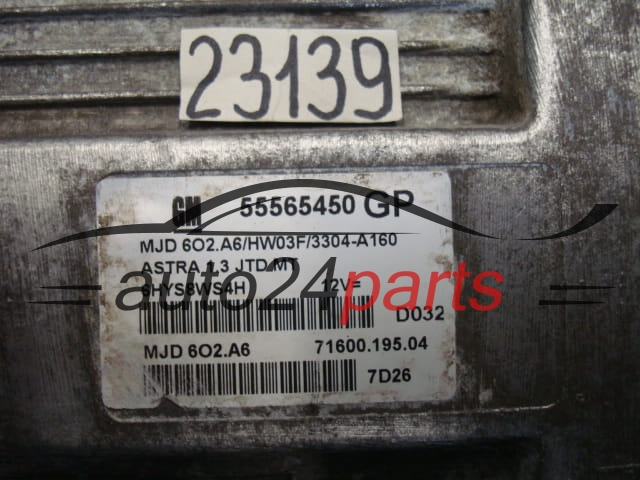 23139
GM 55565450 GP
MJD 6O2.A6/HW03F/3304-A160
ASTRA 1,3 JTD MT
6HYS8WS4H 12V=
auto24parts
D032
MJD 6O2.A6 71600.195.04
7D26